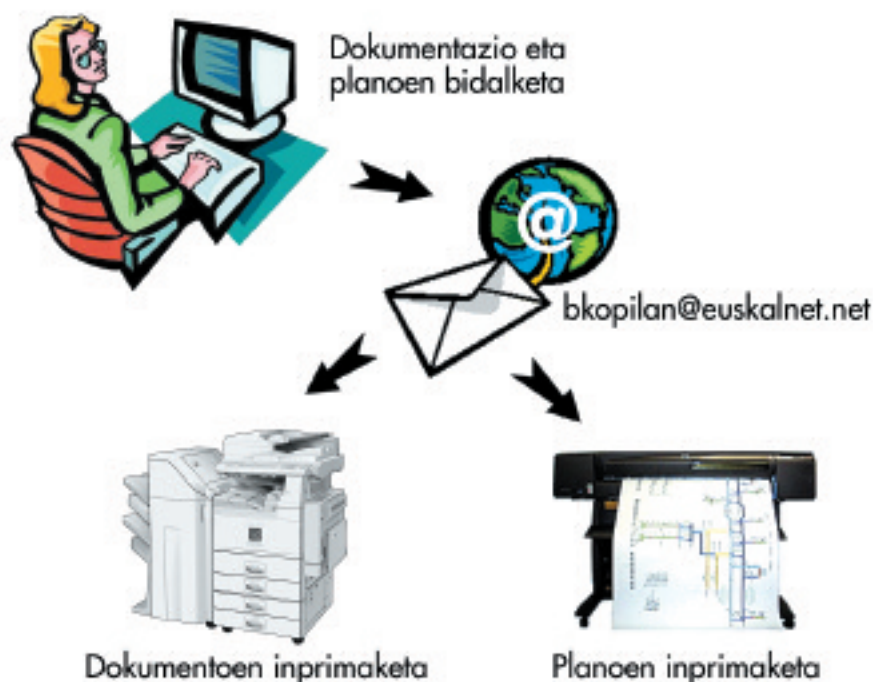 Dokumentazio eta
planoen bidalketa
@
bkopilan@euskalnet.net
Dokumentoen inprimaketa
Planoen inprimaketa